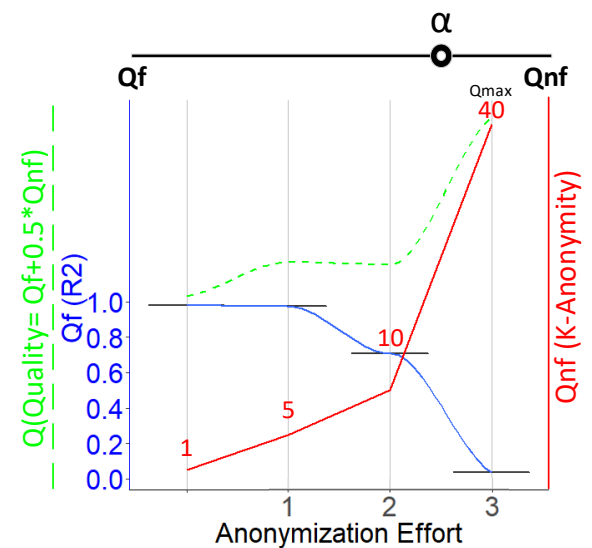 α
Qf
Qnf
Qmax
40
Q(Quality= Qf+0.5*Qnf)
Qf (R2)
Qnf (K-Anonymity)
1.0
0.8
0.6
0.4
0.2
0.0
10
5
1
1 2 3
Anonymization Effort